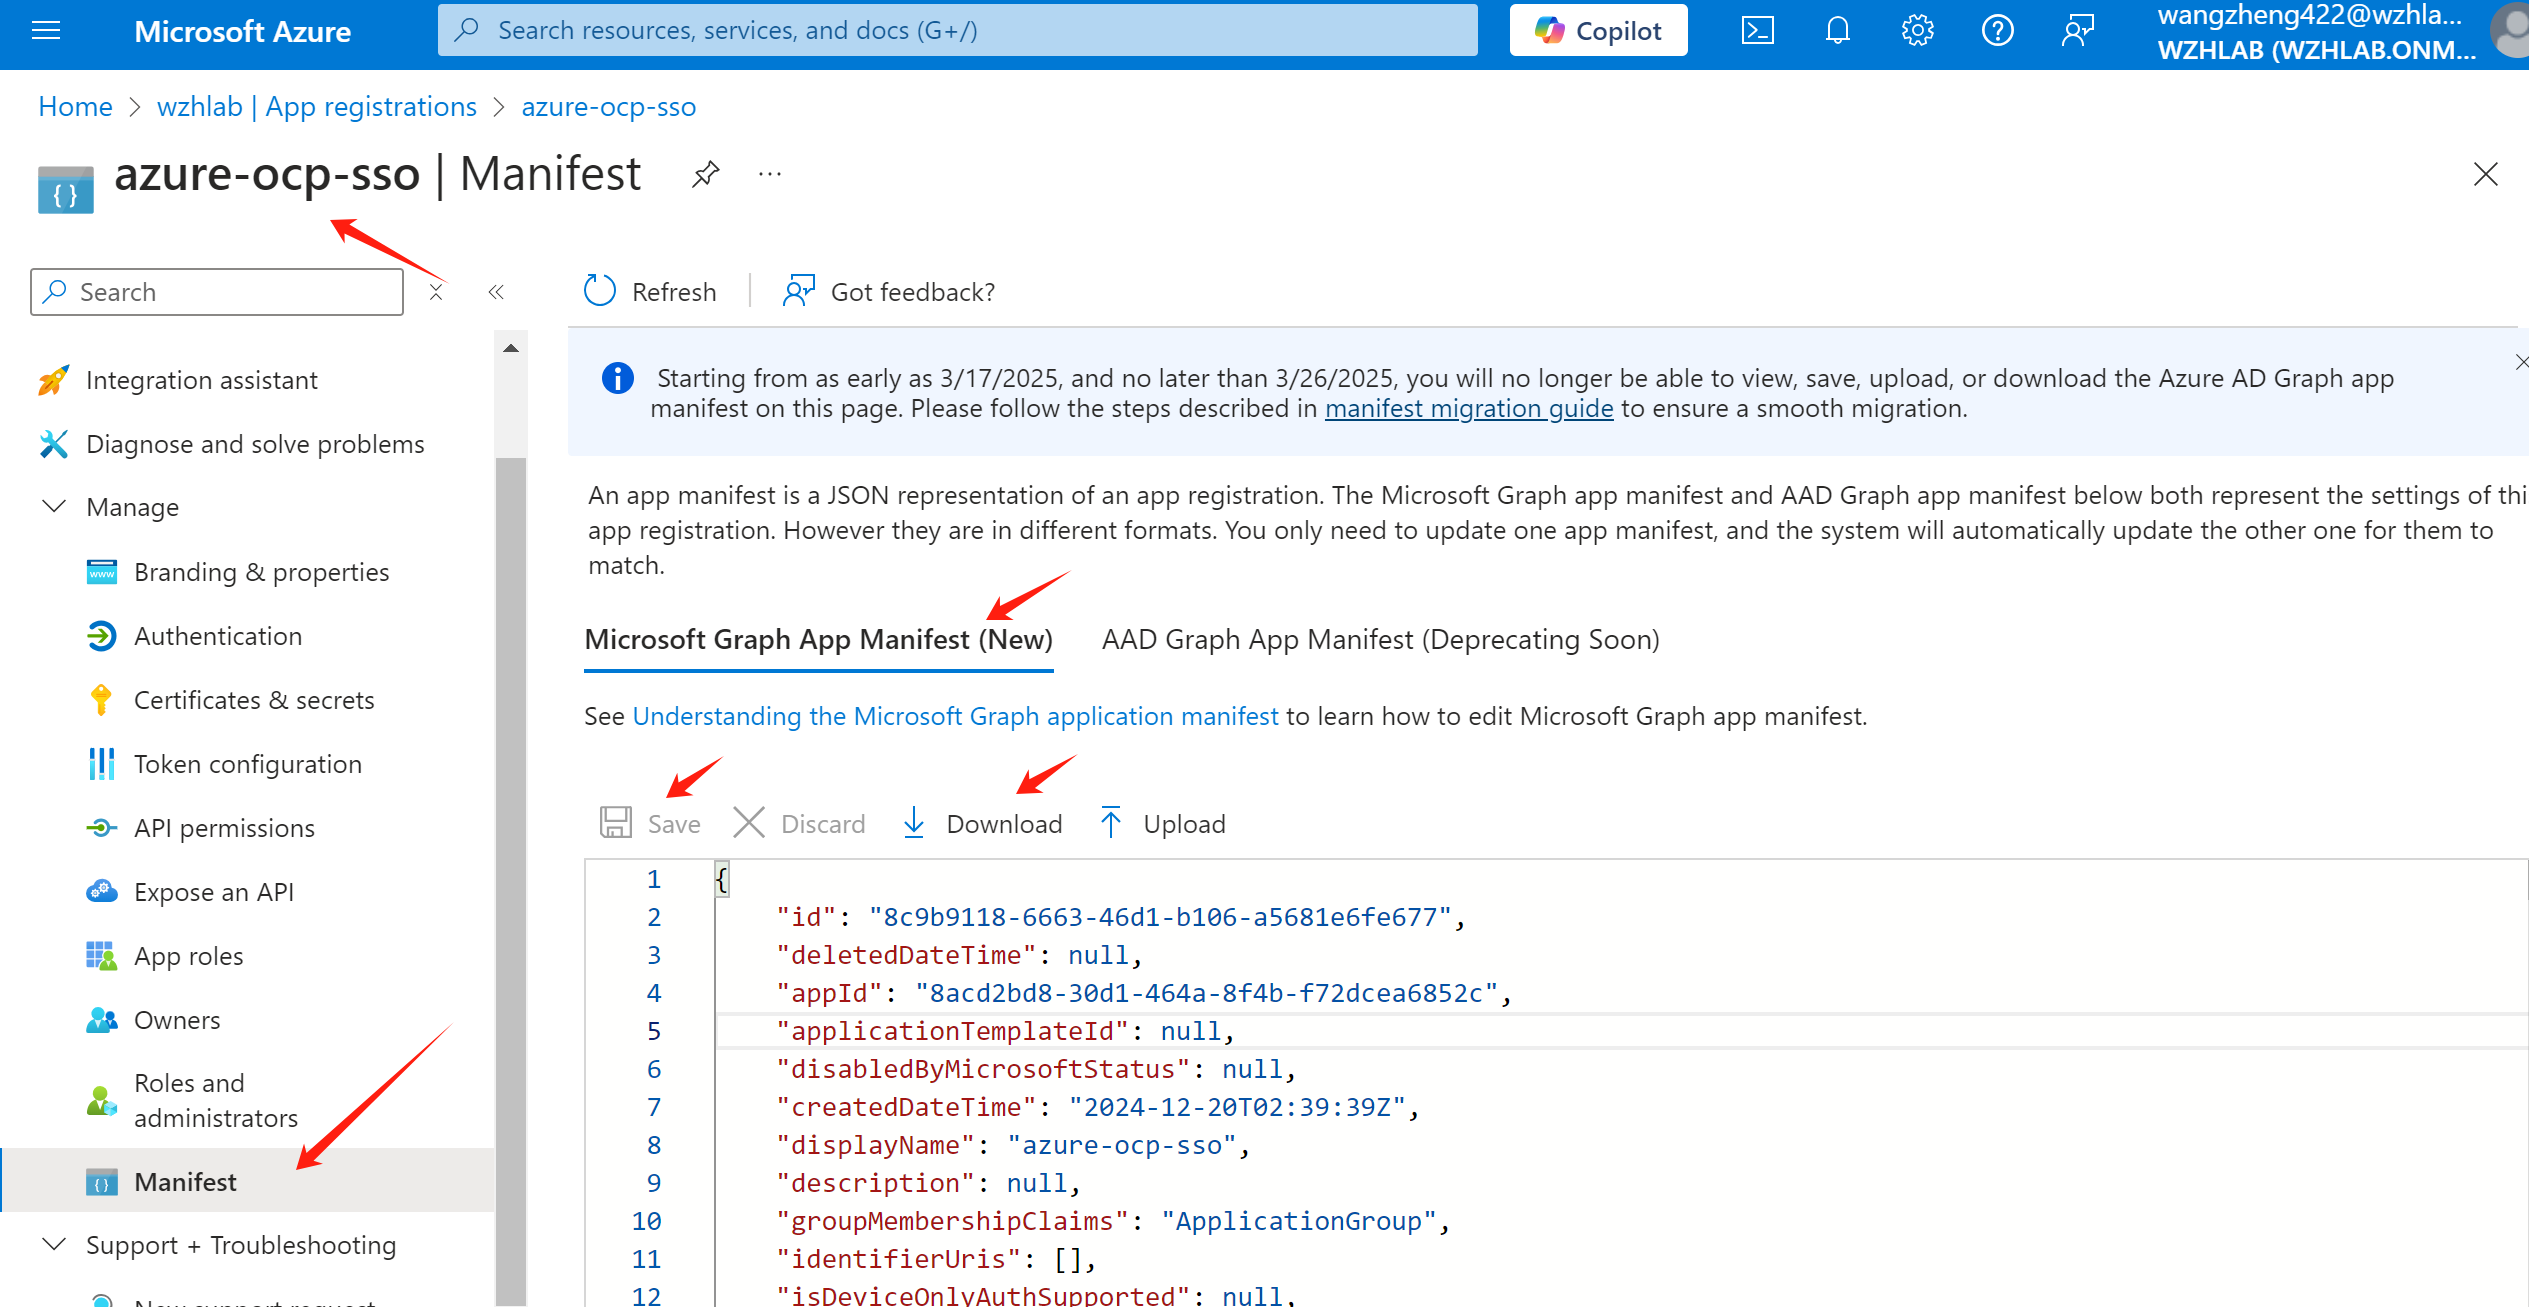 Microsoft Azure
Search resources, services, and docs (G+/)
Copilot
wangzheng422@wzhla...
WZHLAB (WZHLAB.ONM...
Home > wzhlab | App registrations > azure-ocp-sso
azure-ocp-sso | Manifest
...
Search
Refresh
Got feedback?
Starting from as early as 3/17/2025, and no later than 3/26/2025, you will no longer be able to view, save, upload, or download the Azure AD Graph app
manifest on this page. Please follow the steps described in manifest migration guide to ensure a smooth migration.
Integration assistant
Diagnose and solve problems
Manage
Branding & properties
Authentication
Certificates & secrets
Token configuration
API permissions
Expose an API
App roles
Owners
Roles and
administrators
Manifest
Support + Troubleshooting
New support request
An app manifest is a JSON representation of an app registration. The Microsoft Graph app manifest and AAD Graph app manifest below both represent the settings of thi
app registration. However they are in different formats. You only need to update one app manifest, and the system will automatically update the other one for them to
match.
Microsoft Graph App Manifest (New)
AAD Graph App Manifest (Deprecating Soon)
See Understanding the Microsoft Graph application manifest to learn how to edit Microsoft Graph app manifest.
Save
Discard
Download
Upload
1 {
2 "id": "8c9b9118-6663-46d1-b106-a5681e6fe677",
3 "deletedDateTime": null,
4 "appId": "8acd2bd8-30d1-464a-8f4b-f72dcea6852c",
5 "applicationTemplateId": null,
6 "disabledByMicrosoftStatus": null,
7 "createdDateTime": "2024-12-20T02:39:39Z",
8 "displayName": "azure-ocp-sso",
9 "description": null,
10 "groupMembershipClaims": "ApplicationGroup",
11 "identifierUris": [],
12 "isDeviceOnlyAuthSupported": null,